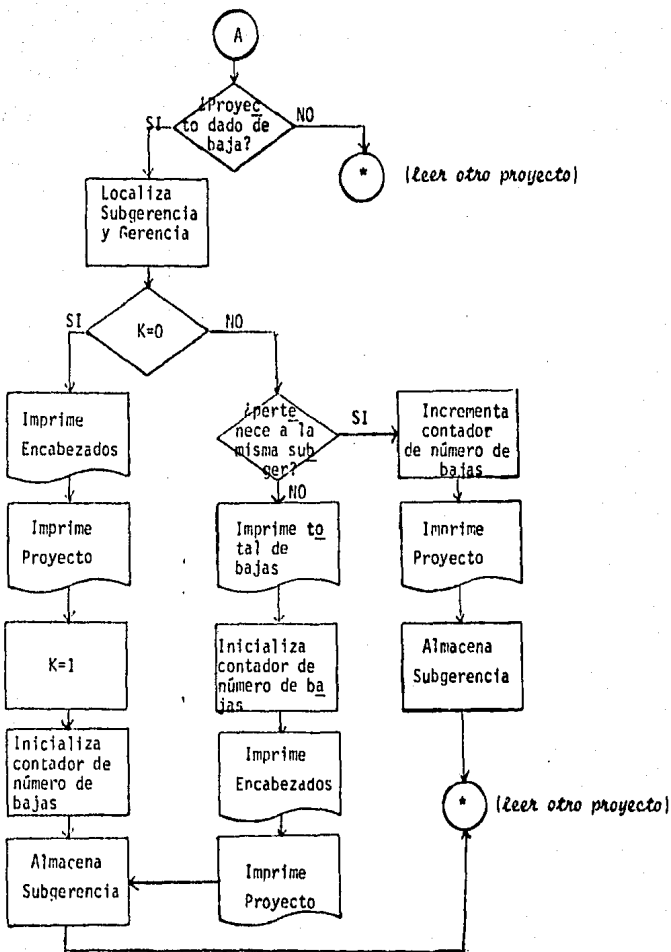 A
¿Proyec
to dado de
baja?
SI
NO
*
(leer otro proyecto)
Localiza
Subgerencia
y Gerencia
SI
K=0
NO
Imprime
Encabezados
¿perte
nece a la
misma sub
ger?
SI
NO
Incrementa
contador
de número de
bajas
Imprime
Proyecto
Imprime to
tal de
bajas
Imprime
Proyecto
K=1
Inicializa
contador de
número de ba
jas
Almacena
Subgerencia
Inicializa
contador de
número de
bajas
Imprime
Encabezados
*
(leer otro proyecto)
Almacena
Subgerencia
Imprime
Proyecto